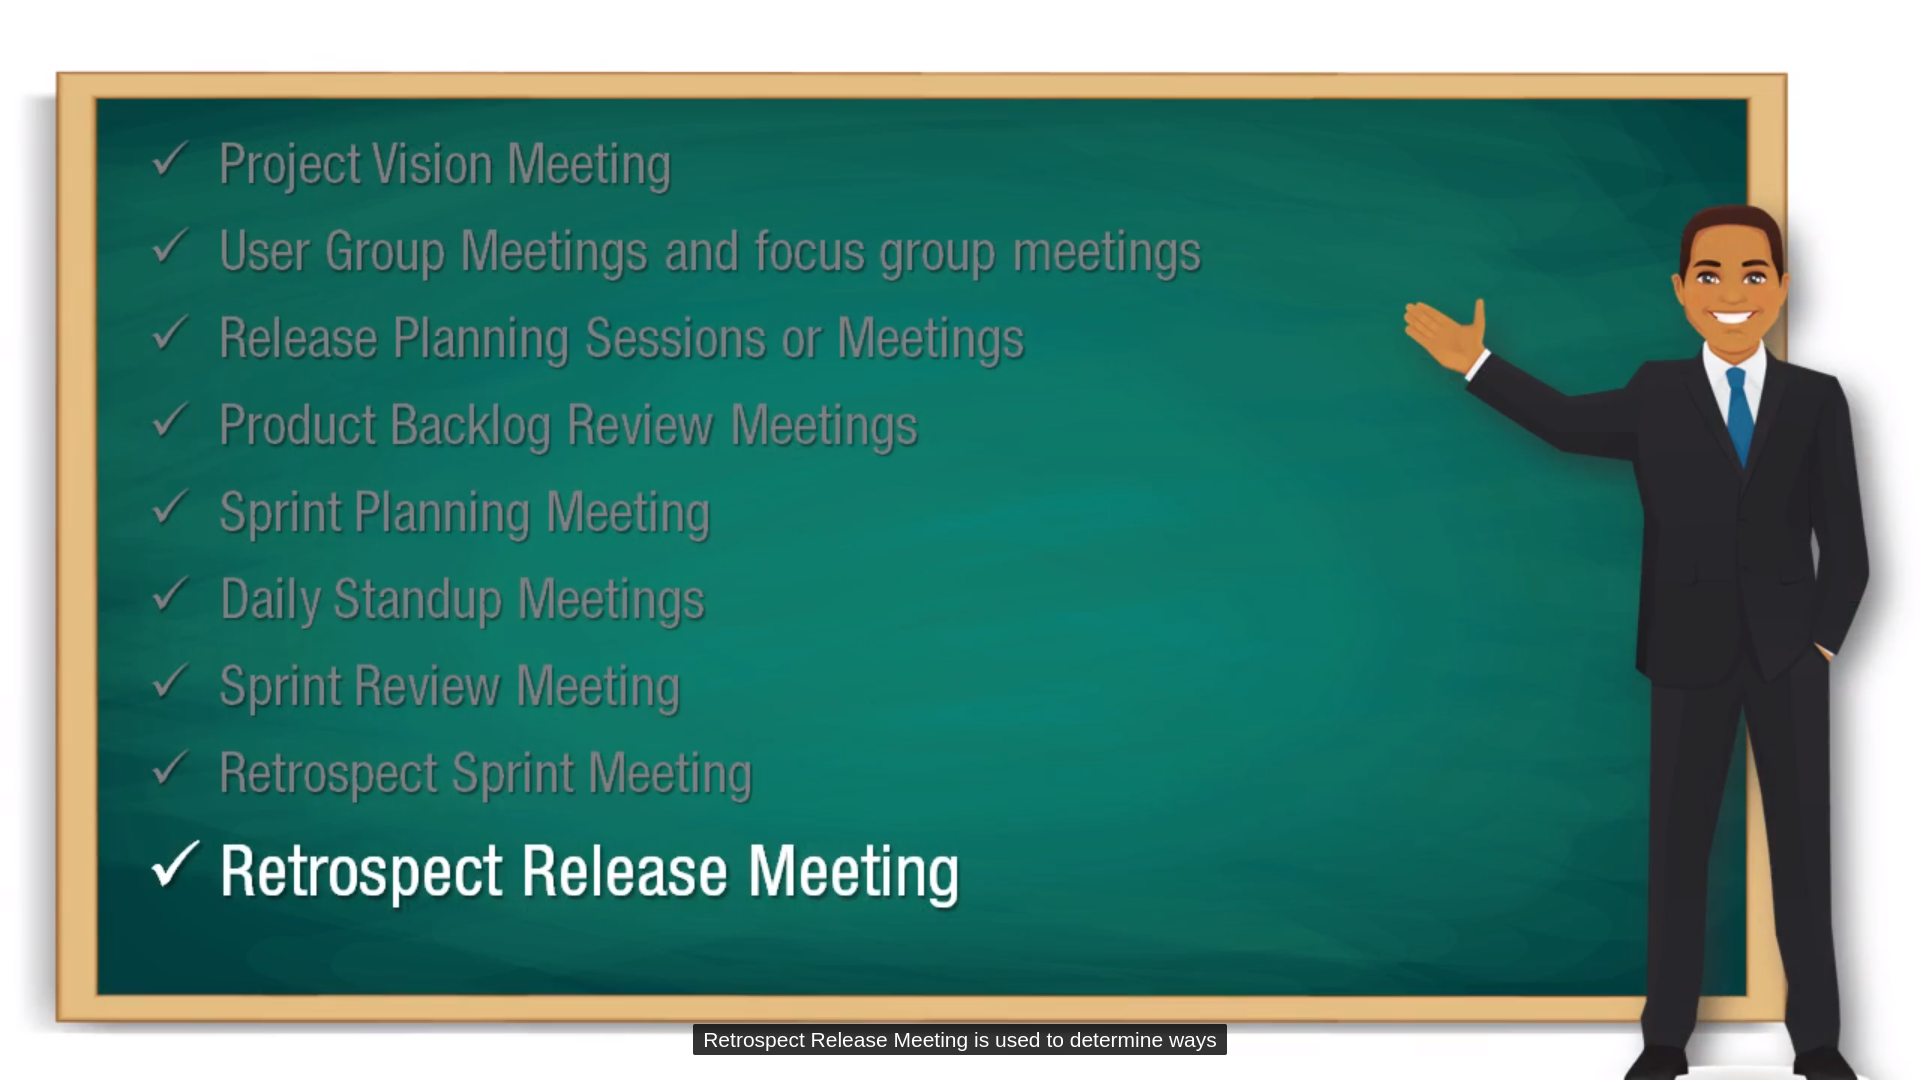 Project Vision Meeting
User Group Meetings and focus group meetings
Release Planning Sessions or Meetings
Product Backlog Review Meetings
Sprint Planning Meeting
Daily Standup Meetings
Sprint Review Meeting
Retrospect Sprint Meeting
Retrospect Release Meeting
Retrospect Release Meeting is used to determine ways